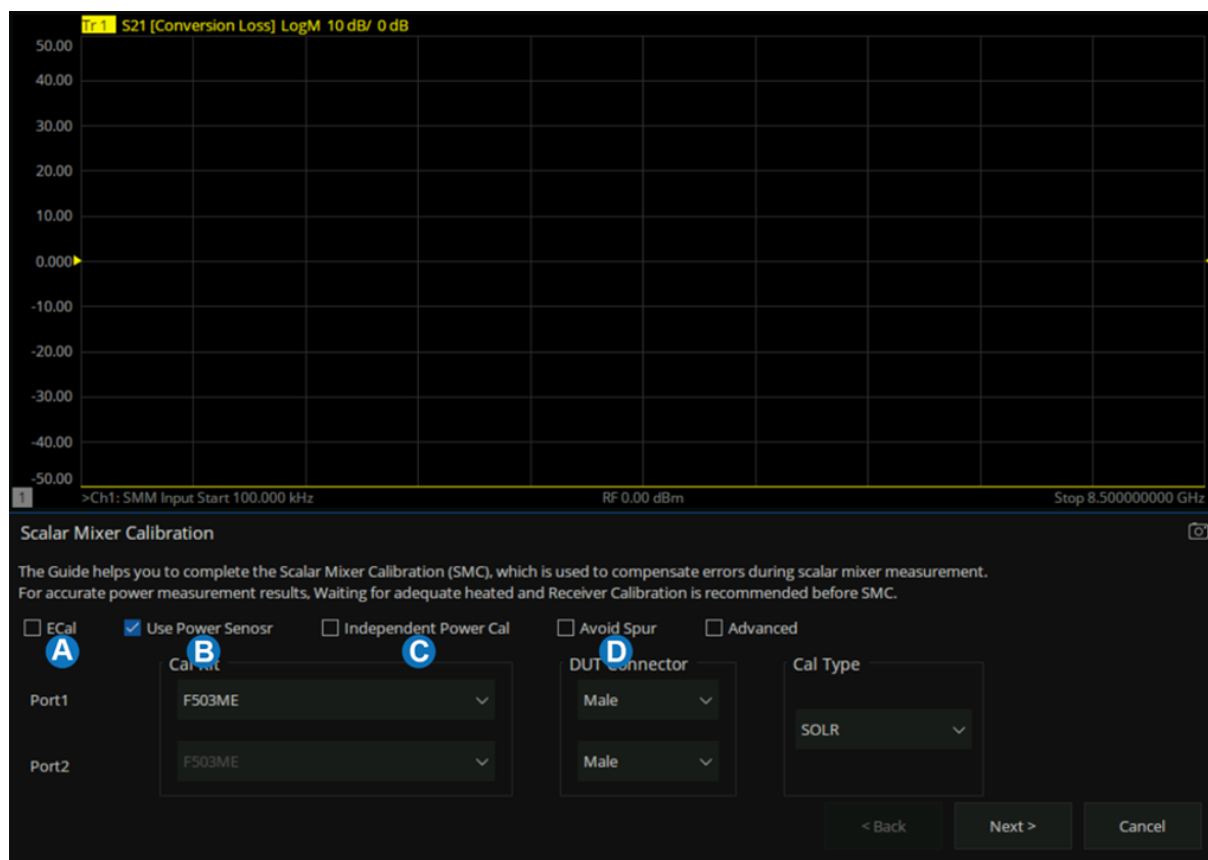 Tr 1 S21 [Conversion Loss] LogM 10 dB/ 0 dB
50.00
40.00
30.00
20.00
10.00
0.000
-10.00
-20.00
-30.00
-40.00
-50.00
1 >Ch1: SMM Input Start 100.000 kHz RF 0.00 dBm Stop 8.500000000 GHz
Scalar Mixer Calibration
The Guide helps you to complete the Scalar Mixer Calibration (SMC), which is used to compensate errors during scalar mixer measurement.
For accurate power measurement results, Waiting for adequate heated and Receiver Calibration is recommended before SMC.
ECal Use Power Senosr Independent Power Cal Avoid Spur Advanced
A B C D
Cal Kit DUT Connector Cal Type
Port1 F503ME Male
SOLR
Port2 F503ME Male
< Back Next > Cancel